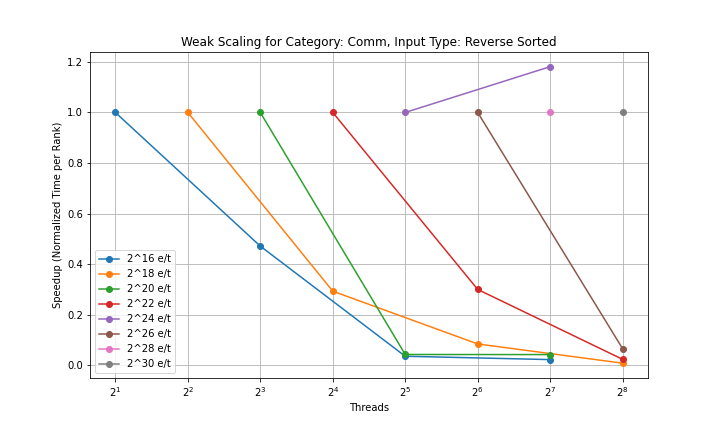 Weak Scaling for Category: Comm, Input Type: Reverse Sorted
Speedup (Normalized Time per Rank)
1.2
1.0
0.8
0.6
0.4
0.2
0.0
2^16 e/t
2^18 e/t
2^20 e/t
2^22 e/t
2^24 e/t
2^26 e/t
2^28 e/t
2^30 e/t
2¹ 2² 2³ 2⁴ 2⁵ 2⁶ 2⁷ 2⁸
Threads